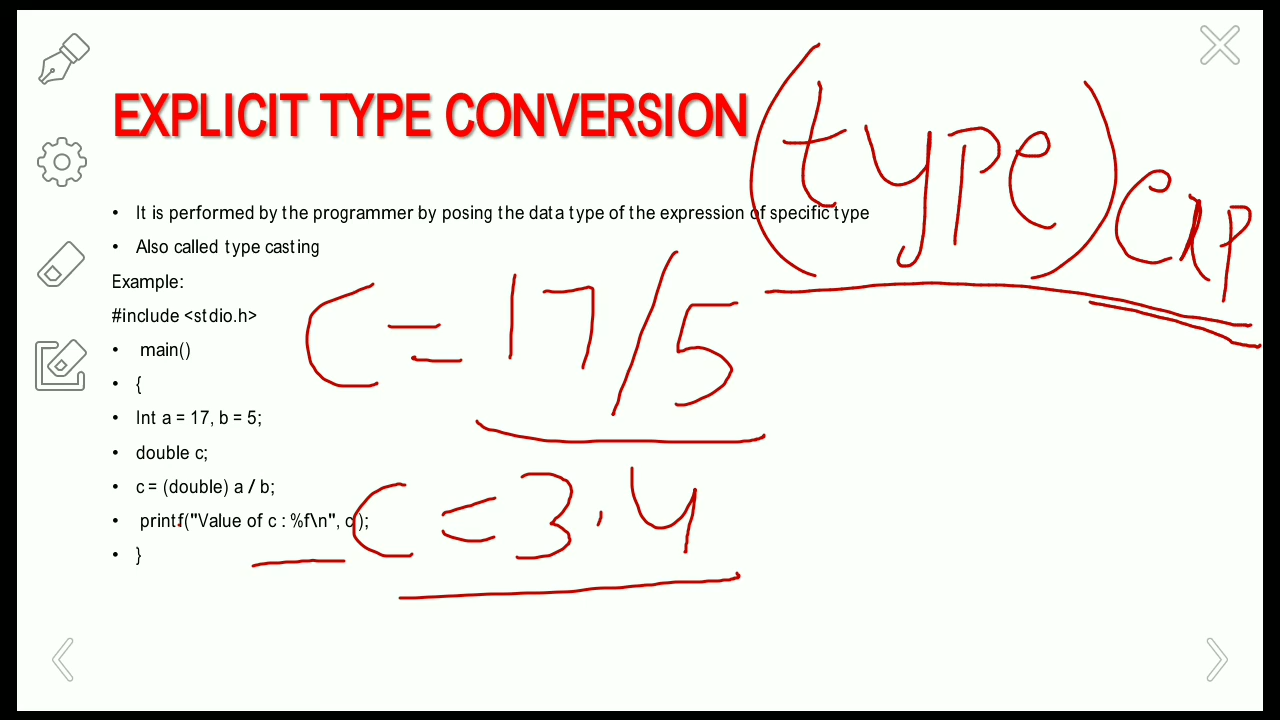 EXPLICIT TYPE CONVERSION
(type) exp
• It is performed by the programmer by posing the data type of the expression of specific type
• Also called type casting
Example:
#include <stdio.h>
C = 17/5
• main()
• {
• Int a = 17, b = 5;
• double c;
• c = (double) a / b;
C = 3.4
• printf("Value of c : %f\n", c );
• }